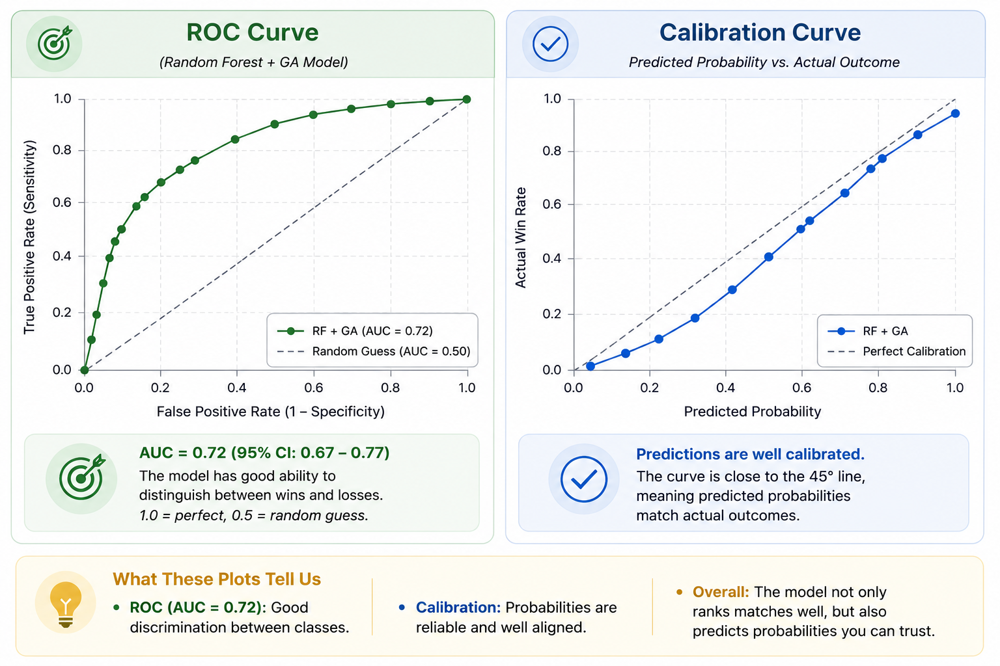 ROC Curve
(Random Forest + GA Model)
1.0
0.8
0.6
0.4
0.2
0.0
True Positive Rate (Sensitivity)
RF + GA (AUC = 0.72)
Random Guess (AUC = 0.50)
0.0 0.2 0.4 0.6 0.8 1.0
False Positive Rate (1 – Specificity)
AUC = 0.72 (95% CI: 0.67 – 0.77)
The model has good ability to
distinguish between wins and losses.
1.0 = perfect, 0.5 = random guess.
Calibration Curve
Predicted Probability vs. Actual Outcome
1.0
0.8
0.6
0.4
0.2
0.0
Actual Win Rate
RF + GA
Perfect Calibration
0.0 0.2 0.4 0.6 0.8 1.0
Predicted Probability
Predictions are well calibrated.
The curve is close to the 45° line,
meaning predicted probabilities
match actual outcomes.
What These Plots Tell Us
• ROC (AUC = 0.72): Good
discrimination between classes.
• Calibration: Probabilities are
reliable and well aligned.
• Overall: The model not only
ranks matches well, but also
predicts probabilities you can trust.